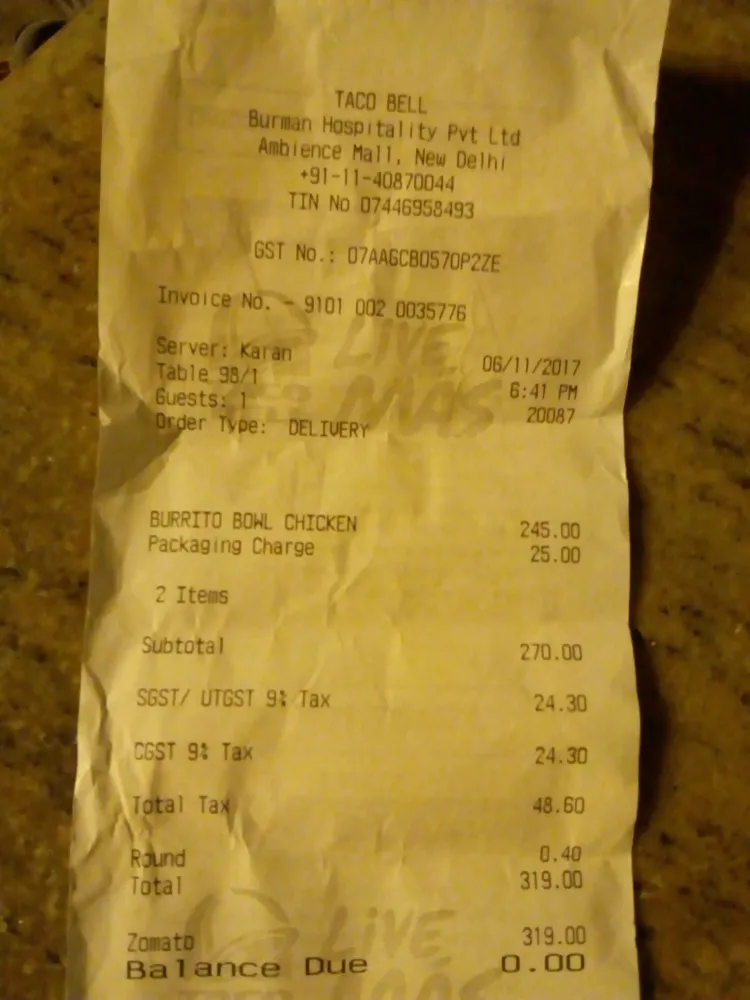 TACO BELL
Burman Hospitality Pvt Ltd
Ambience Mall, New Delhi
+91-11-40870044
TIN No 07446958493
GST No.: 07AAGCB0570P2ZE
Invoice No. - 9101 002 0035776
Server: Karan 06/11/2017
Table 98/1 6:41 PM
Guests: 1 20087
Order Type: DELIVERY
LIVE
MAS
BURRITO BOWL CHICKEN 245.00
Packaging Charge 25.00
2 Items
Subtotal 270.00
SGST/ UTGST 9% Tax 24.30
CGST 9% Tax 24.30
Total Tax 48.60
Round 0.40
Total 319.00
Zomato 319.00
Balance Due 0.00
LIVE
MAS